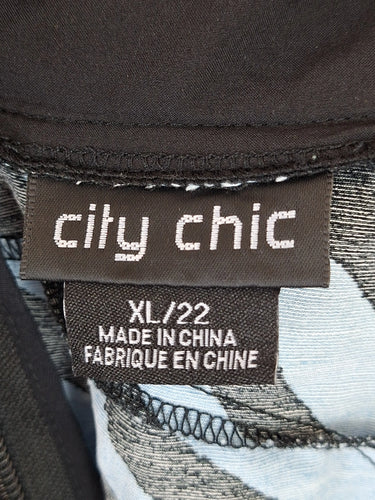 city chic
XL/22
MADE IN CHINA
FABRIQUE EN CHINE